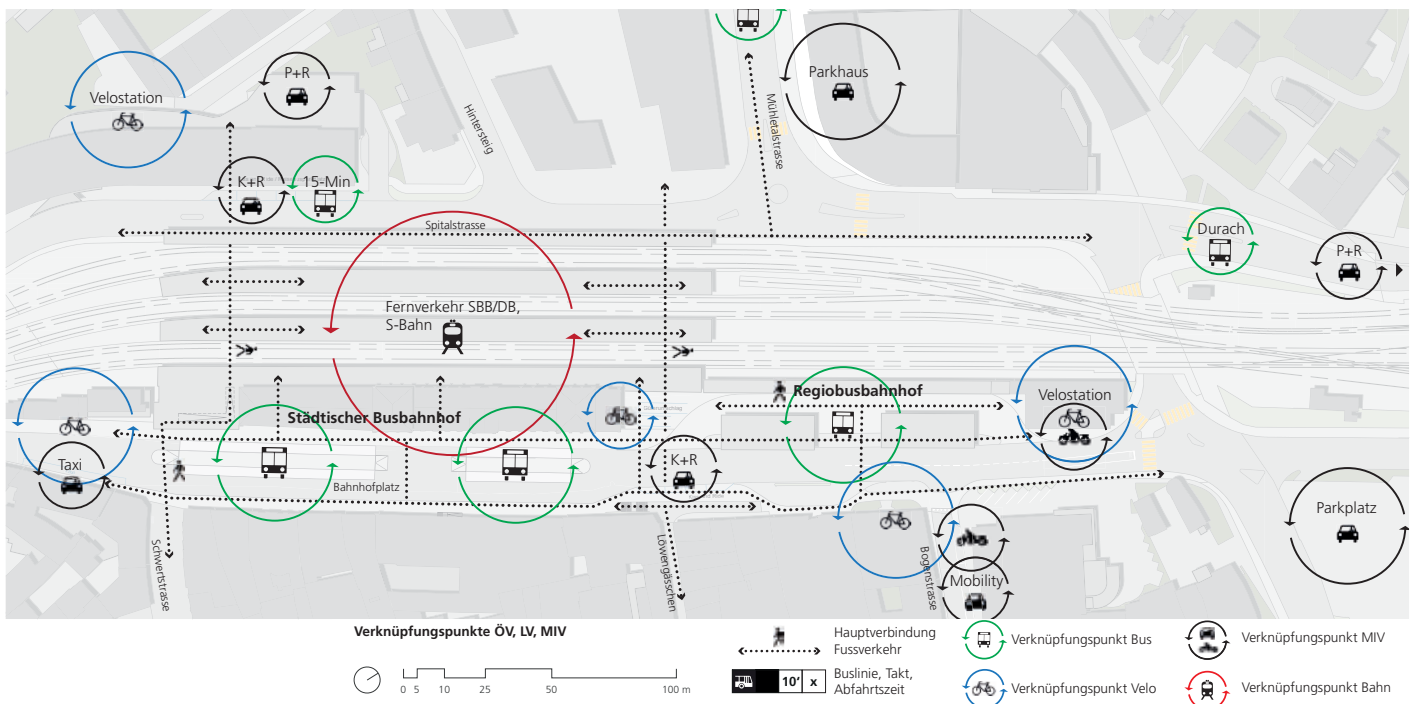 P+R
Velostation
Parkhaus
Hintersteig
Mühletalstrasse
K+R
15-Min
Spitalstrasse
Durach
P+R
Fernverkehr SBB/DB,
S-Bahn
Regiobusbahnhof
Velostation
Städtischer Busbahnhof
Taxi
K+R
Bahnhofplatz
Parkplatz
Schwertstrasse
Löwengässchen
Bogenstrasse
Mobility
Verknüpfungspunkte ÖV, LV, MIV
0 5 10 25 50 100 m
Hauptverbindung
Fussverkehr
10' x
Buslinie, Takt,
Abfahrtszeit
Verknüpfungspunkt Bus
Verknüpfungspunkt Velo
Verknüpfungspunkt MIV
Verknüpfungspunkt Bahn